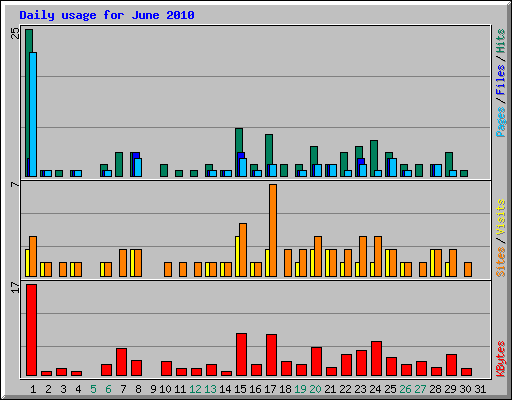 Daily usage for June 2010
25
7
17
Pages/Files/Hits
Sites/Visits
KBytes
1 2 3 4 5 6 7 8 9 10 11 12 13 14 15 16 17 18 19 20 21 22 23 24 25 26 27 28 29 30 31